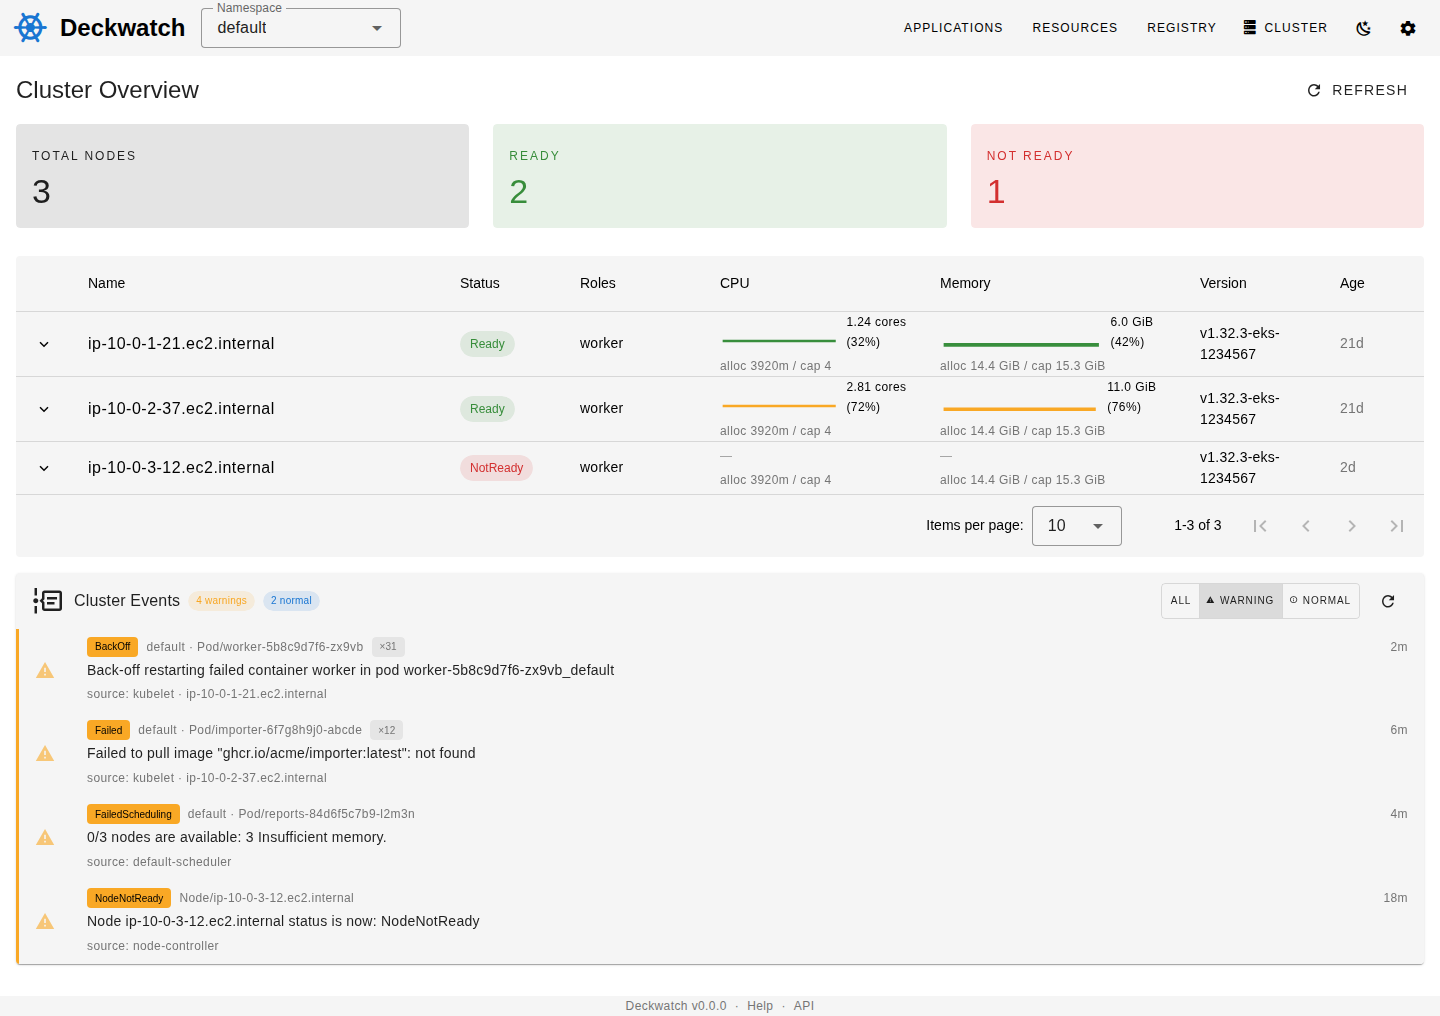 Deckwatch
Namespace
default
APPLICATIONS
RESOURCES
REGISTRY
CLUSTER
Cluster Overview
REFRESH
TOTAL NODES
3
READY
2
NOT READY
1
Name Status Roles CPU Memory Version Age
ip-10-0-1-21.ec2.internal Ready worker
1.24 cores
(32%)
alloc 3920m / cap 4
6.0 GiB
(42%)
alloc 14.4 GiB / cap 15.3 GiB
v1.32.3-eks-
1234567
21d
ip-10-0-2-37.ec2.internal Ready worker
2.81 cores
(72%)
alloc 3920m / cap 4
11.0 GiB
(76%)
alloc 14.4 GiB / cap 15.3 GiB
v1.32.3-eks-
1234567
21d
ip-10-0-3-12.ec2.internal NotReady worker
—
alloc 3920m / cap 4
—
alloc 14.4 GiB / cap 15.3 GiB
v1.32.3-eks-
1234567
2d
Items per page: 10 1-3 of 3
Cluster Events 4 warnings 2 normal ALL WARNING NORMAL
BackOff default · Pod/worker-5b8c9d7f6-zx9vb ×31 2m
Back-off restarting failed container worker in pod worker-5b8c9d7f6-zx9vb_default
source: kubelet · ip-10-0-1-21.ec2.internal
Failed default · Pod/importer-6f7g8h9j0-abcde ×12 6m
Failed to pull image "ghcr.io/acme/importer:latest": not found
source: kubelet · ip-10-0-2-37.ec2.internal
FailedScheduling default · Pod/reports-84d6f5c7b9-l2m3n 4m
0/3 nodes are available: 3 Insufficient memory.
source: default-scheduler
NodeNotReady Node/ip-10-0-3-12.ec2.internal 18m
Node ip-10-0-3-12.ec2.internal status is now: NodeNotReady
source: node-controller
Deckwatch v0.0.0 · Help · API